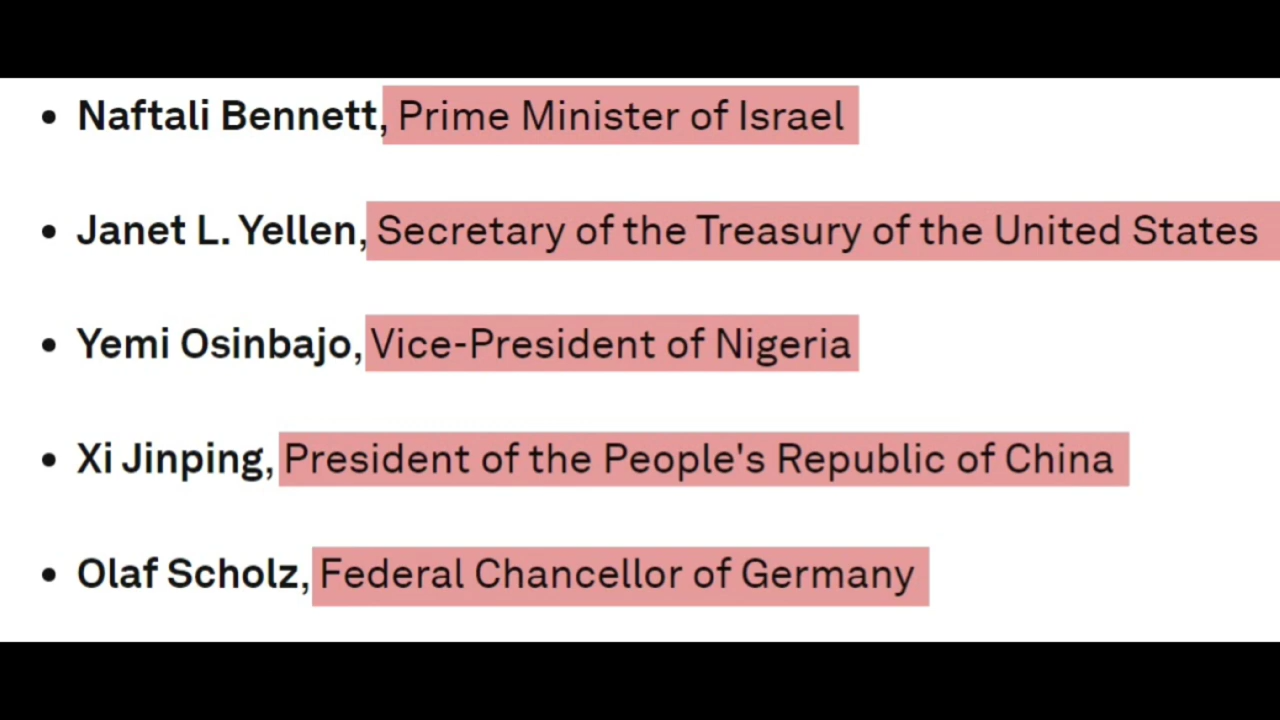 • Naftali Bennett, Prime Minister of Israel
• Janet L. Yellen, Secretary of the Treasury of the United States
• Yemi Osinbajo, Vice-President of Nigeria
• Xi Jinping, President of the People's Republic of China
• Olaf Scholz, Federal Chancellor of Germany